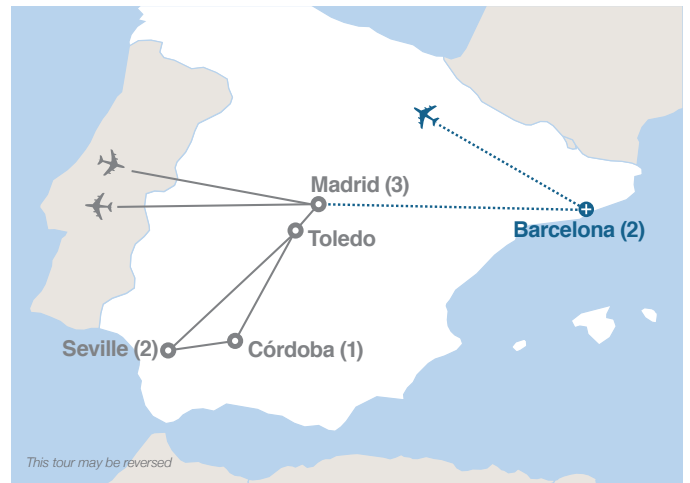 Madrid (3)
Toledo
Barcelona (2)
Seville (2)
Córdoba (1)
This tour may be reversed